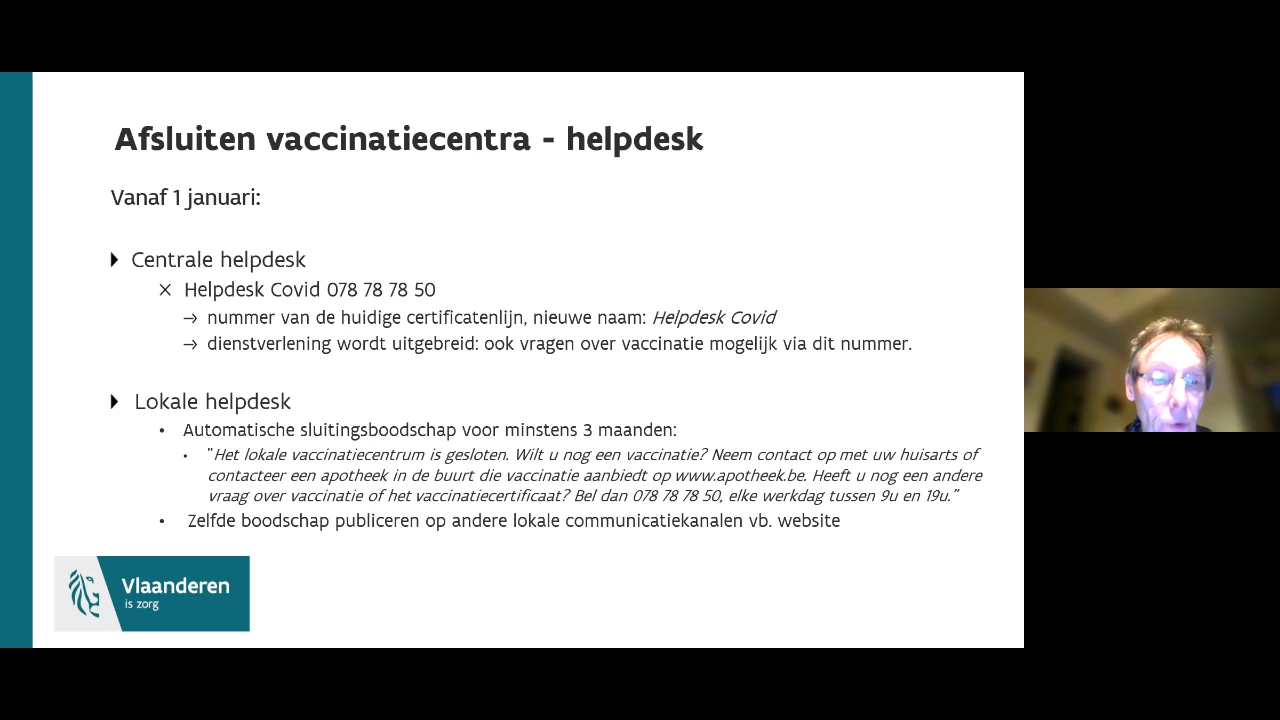 Afsluiten vaccinatiecentra - helpdesk
Vanaf 1 januari:
Centrale helpdesk
Helpdesk Covid 078 78 78 50
→ nummer van de huidige certificatenlijn, nieuwe naam: Helpdesk Covid
→ dienstverlening wordt uitgebreid: ook vragen over vaccinatie mogelijk via dit nummer.
Lokale helpdesk
• Automatische sluitingsboodschap voor minstens 3 maanden:
• "Het lokale vaccinatiecentrum is gesloten. Wilt u nog een vaccinatie? Neem contact op met uw huisarts of
contacteer een apotheek in de buurt die vaccinatie aanbiedt op www.apotheek.be. Heeft u nog een andere
vraag over vaccinatie of het vaccinatiecertificaat? Bel dan 078 78 78 50, elke werkdag tussen 9u en 19u."
• Zelfde boodschap publiceren op andere lokale communicatiekanalen vb. website
Vlaanderen
is zorg